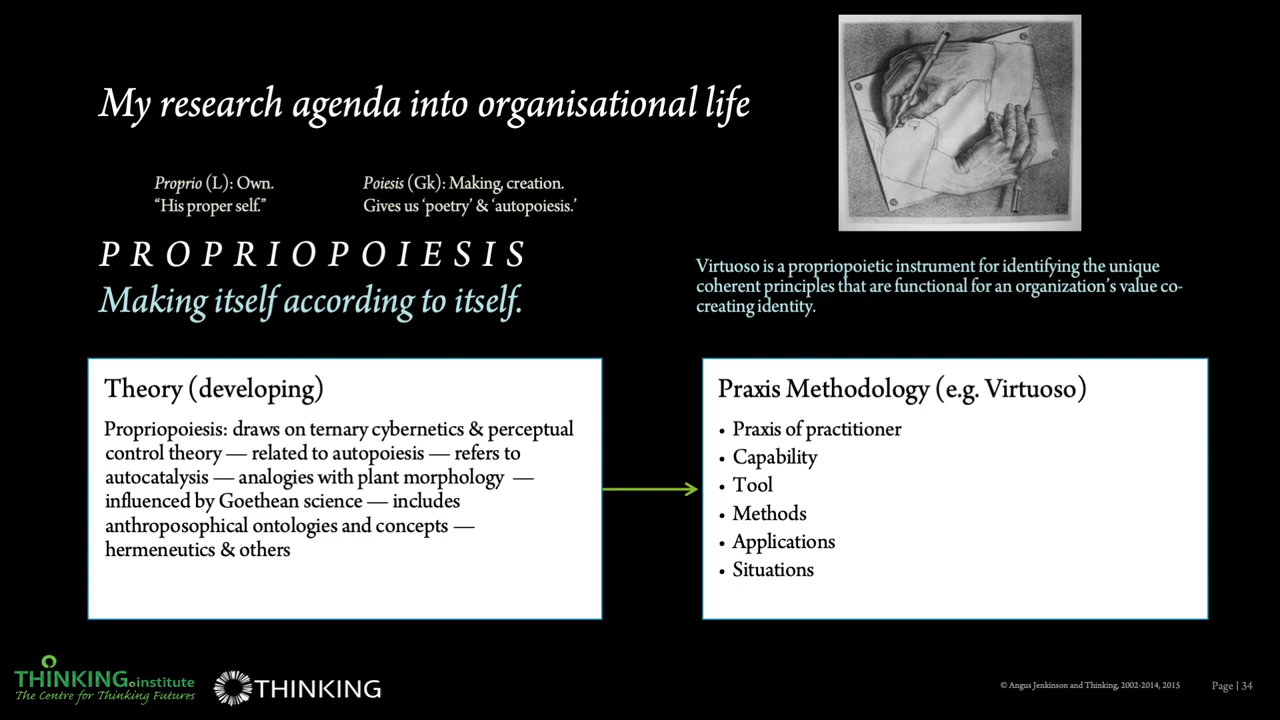 My research agenda into organisational life
Proprio (L): Own.
“His proper self.”
Poiesis (Gk): Making, creation.
Gives us ‘poetry’ & ‘autopoiesis.’
PROPRIOPOIESIS
Making itself according to itself.
Virtuoso is a propriopoietic instrument for identifying the unique
coherent principles that are functional for an organization’s value co-
creating identity.
Theory (developing)
Propriopoiesis: draws on ternary cybernetics & perceptual
control theory — related to autopoiesis — refers to
autocatalysis — analogies with plant morphology —
influenced by Goethean science — includes
anthroposophical ontologies and concepts —
hermeneutics & others
Praxis Methodology (e.g. Virtuoso)
• Praxis of practitioner
• Capability
• Tool
• Methods
• Applications
• Situations
THINKING.institute
The Centre for Thinking Futures
THINKING
© Angus Jenkinson and Thinking, 2002-2014, 2015
Page | 34